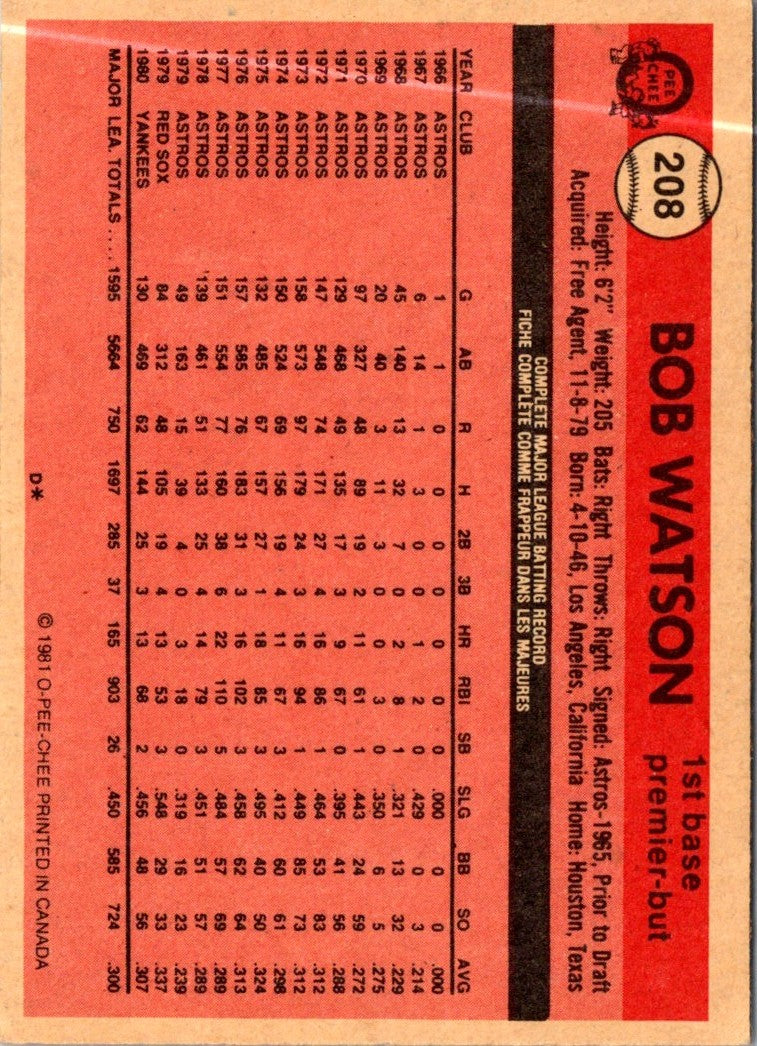 O PEE CHEE
208
BOB WATSON
1st base
premier-but
Height: 6'2" Weight: 205 Bats: Right Throws: Right Signed: Astros-1965, Prior to Draft
Acquired: Free Agent, 11-8-79 Born: 4-10-46, Los Angeles, California Home: Houston, Texas
COMPLETE MAJOR LEAGUE BATTING RECORD
FICHE COMPLETE COMME FRAPPEUR DANS LES MAJEURES
YEAR CLUB G AB R H 2B 3B HR RBI SB SLG BB SO AVG
1966 ASTROS 1 1 0 0 0 0 0 0 0 .000 0 0 .000
1967 ASTROS 6 14 1 3 0 0 1 2 0 .429 0 3 .214
1968 ASTROS 45 140 13 32 7 0 2 8 1 .321 13 32 .229
1969 ASTROS 20 40 3 11 3 0 0 3 0 .350 6 5 .275
1970 ASTROS 97 327 48 89 19 2 11 61 1 .443 24 59 .272
1971 ASTROS 129 468 49 135 17 3 9 67 0 .395 41 56 .288
1972 ASTROS 147 548 74 171 27 4 16 86 1 .464 53 83 .312
1973 ASTROS 158 573 97 179 24 3 16 94 1 .449 85 73 .312
1974 ASTROS 150 524 69 156 19 4 11 67 3 .412 60 61 .298
1975 ASTROS 132 485 67 157 27 1 18 85 3 .495 40 50 .324
1976 ASTROS 157 585 76 183 31 3 16 102 3 .458 62 64 .313
1977 ASTROS 151 554 77 160 38 6 22 110 5 .484 57 69 .289
1978 ASTROS 139 461 51 133 25 4 14 79 3 .451 51 57 .289
1979 ASTROS 49 163 15 39 4 0 3 18 0 .319 16 23 .239
1979 RED SOX 84 312 48 105 19 4 13 53 3 .548 29 33 .337
1980 YANKEES 130 469 62 144 25 3 13 68 2 .456 48 56 .307
MAJOR LEA. TOTALS .... 1595 5664 750 1697 285 37 165 903 26 .450 585 724 .300
D* © 1981 O-PEE-CHEE PRINTED IN CANADA